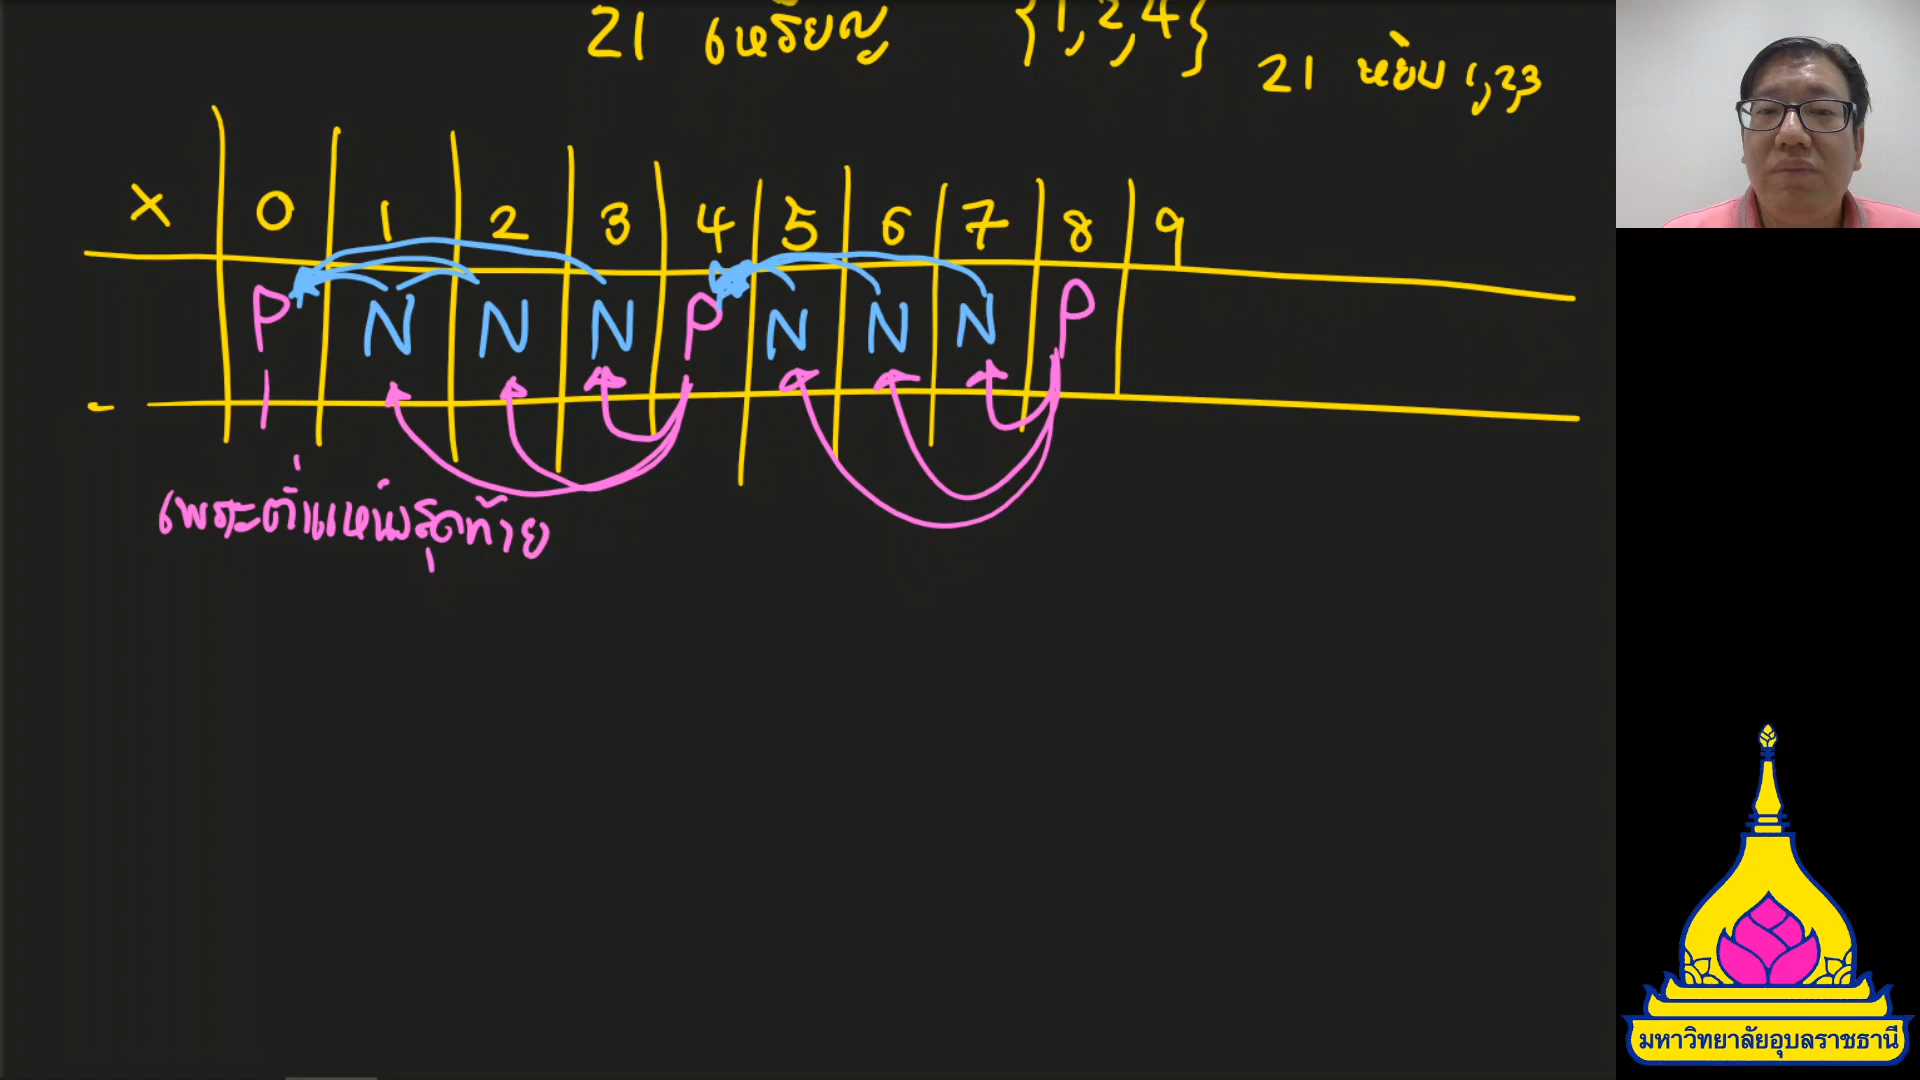 21 เหรียญ {1,2,4}
21 หยิบ 1,2,3
x 0 1 2 3 4 5 6 7 8 9
P N N N P N N N P
เพราะตำแหน่งสุดท้าย
มหาวิทยาลัยอุบลราชธานี